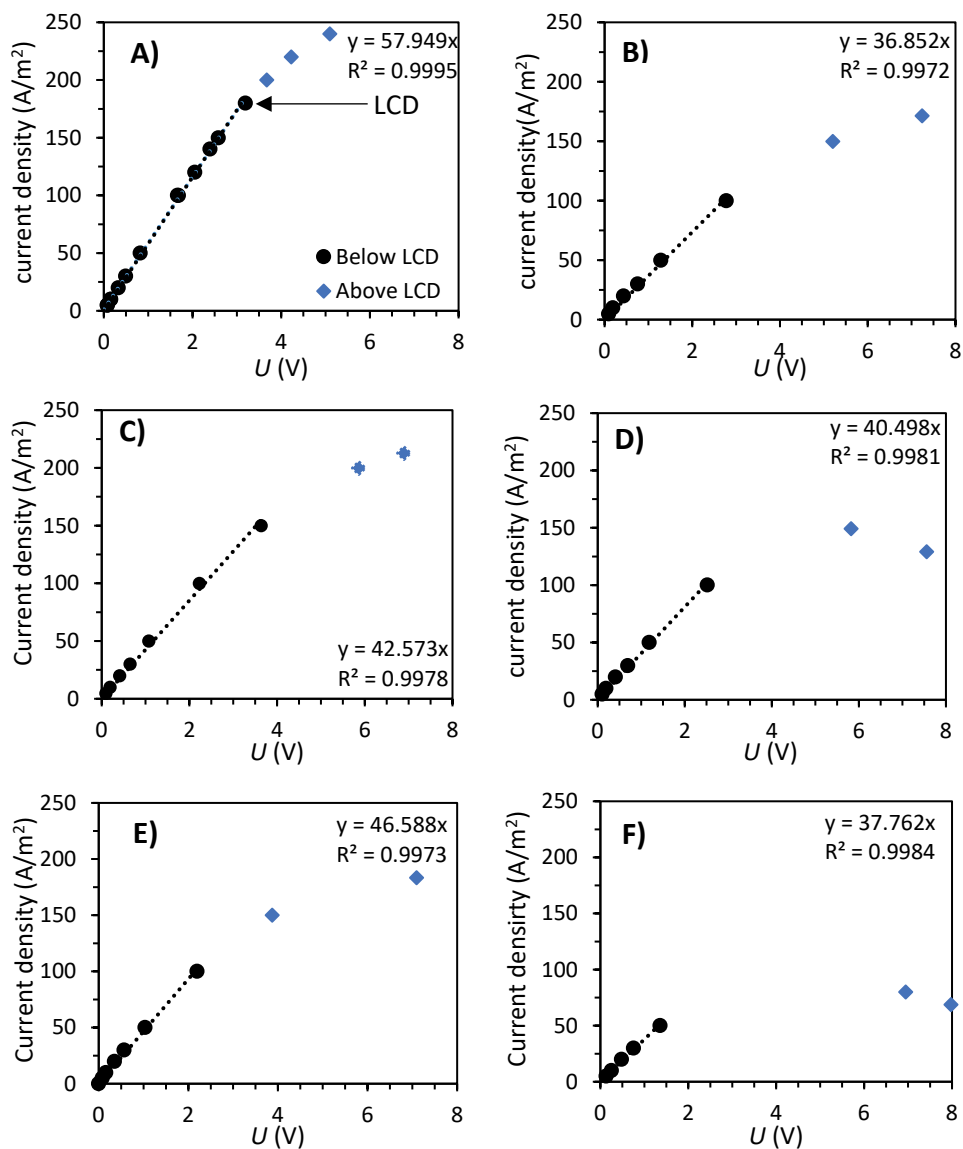 A)
y = 57.949x
R² = 0.9995
LCD
Below LCD
Above LCD
current density (A/m²)
250
200
150
100
50
0
0 2 4 6 8
U (V)
B)
y = 36.852x
R² = 0.9972
current density(A/m²)
250
200
150
100
50
0
0 1 2 3 4 5 6 7 8
U (V)
C)
y = 42.573x
R² = 0.9978
Current density (A/m²)
250
200
150
100
50
0
0 2 4 6 8
U (V)
D)
y = 40.498x
R² = 0.9981
current density (A/m²)
250
200
150
100
50
0
0 2 4 6 8
U (V)
E)
y = 46.588x
R² = 0.9973
Current density (A/m²)
250
200
150
100
50
0
0 2 4 6 8
U (V)
F)
y = 37.762x
R² = 0.9984
Current densirty (A/m²)
250
200
150
100
50
0
0 2 4 6 8
U (V)